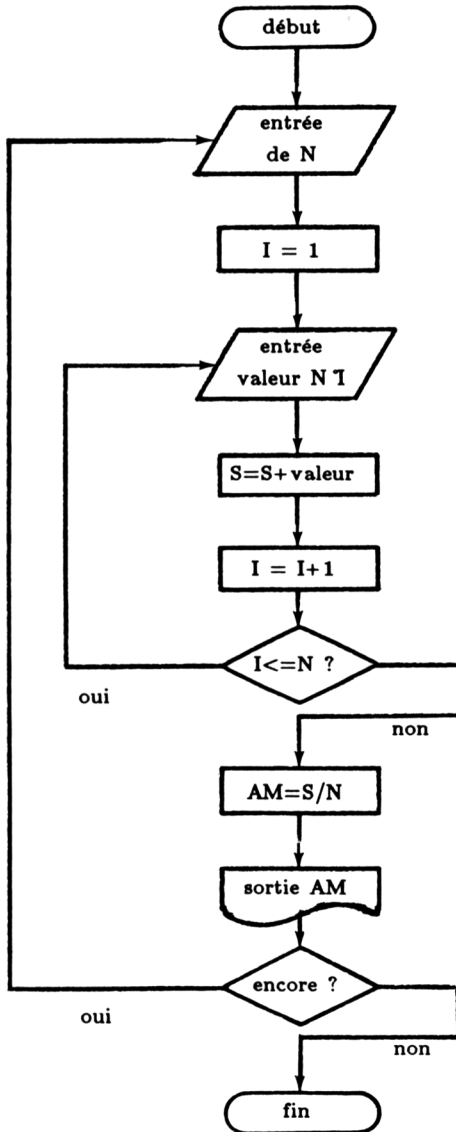 début
entrée
de N
I = 1
entrée
valeur N°I
S=S+valeur
I = I+1
I<=N ?
oui
non
AM=S/N
sortie AM
encore ?
oui
non
fin